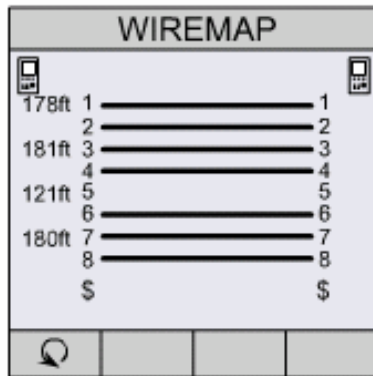 WIREMAP
178ft 1 1
2 2
181ft 3 3
4 4
121ft 5 5
6 6
180ft 7 7
8 8
$ $